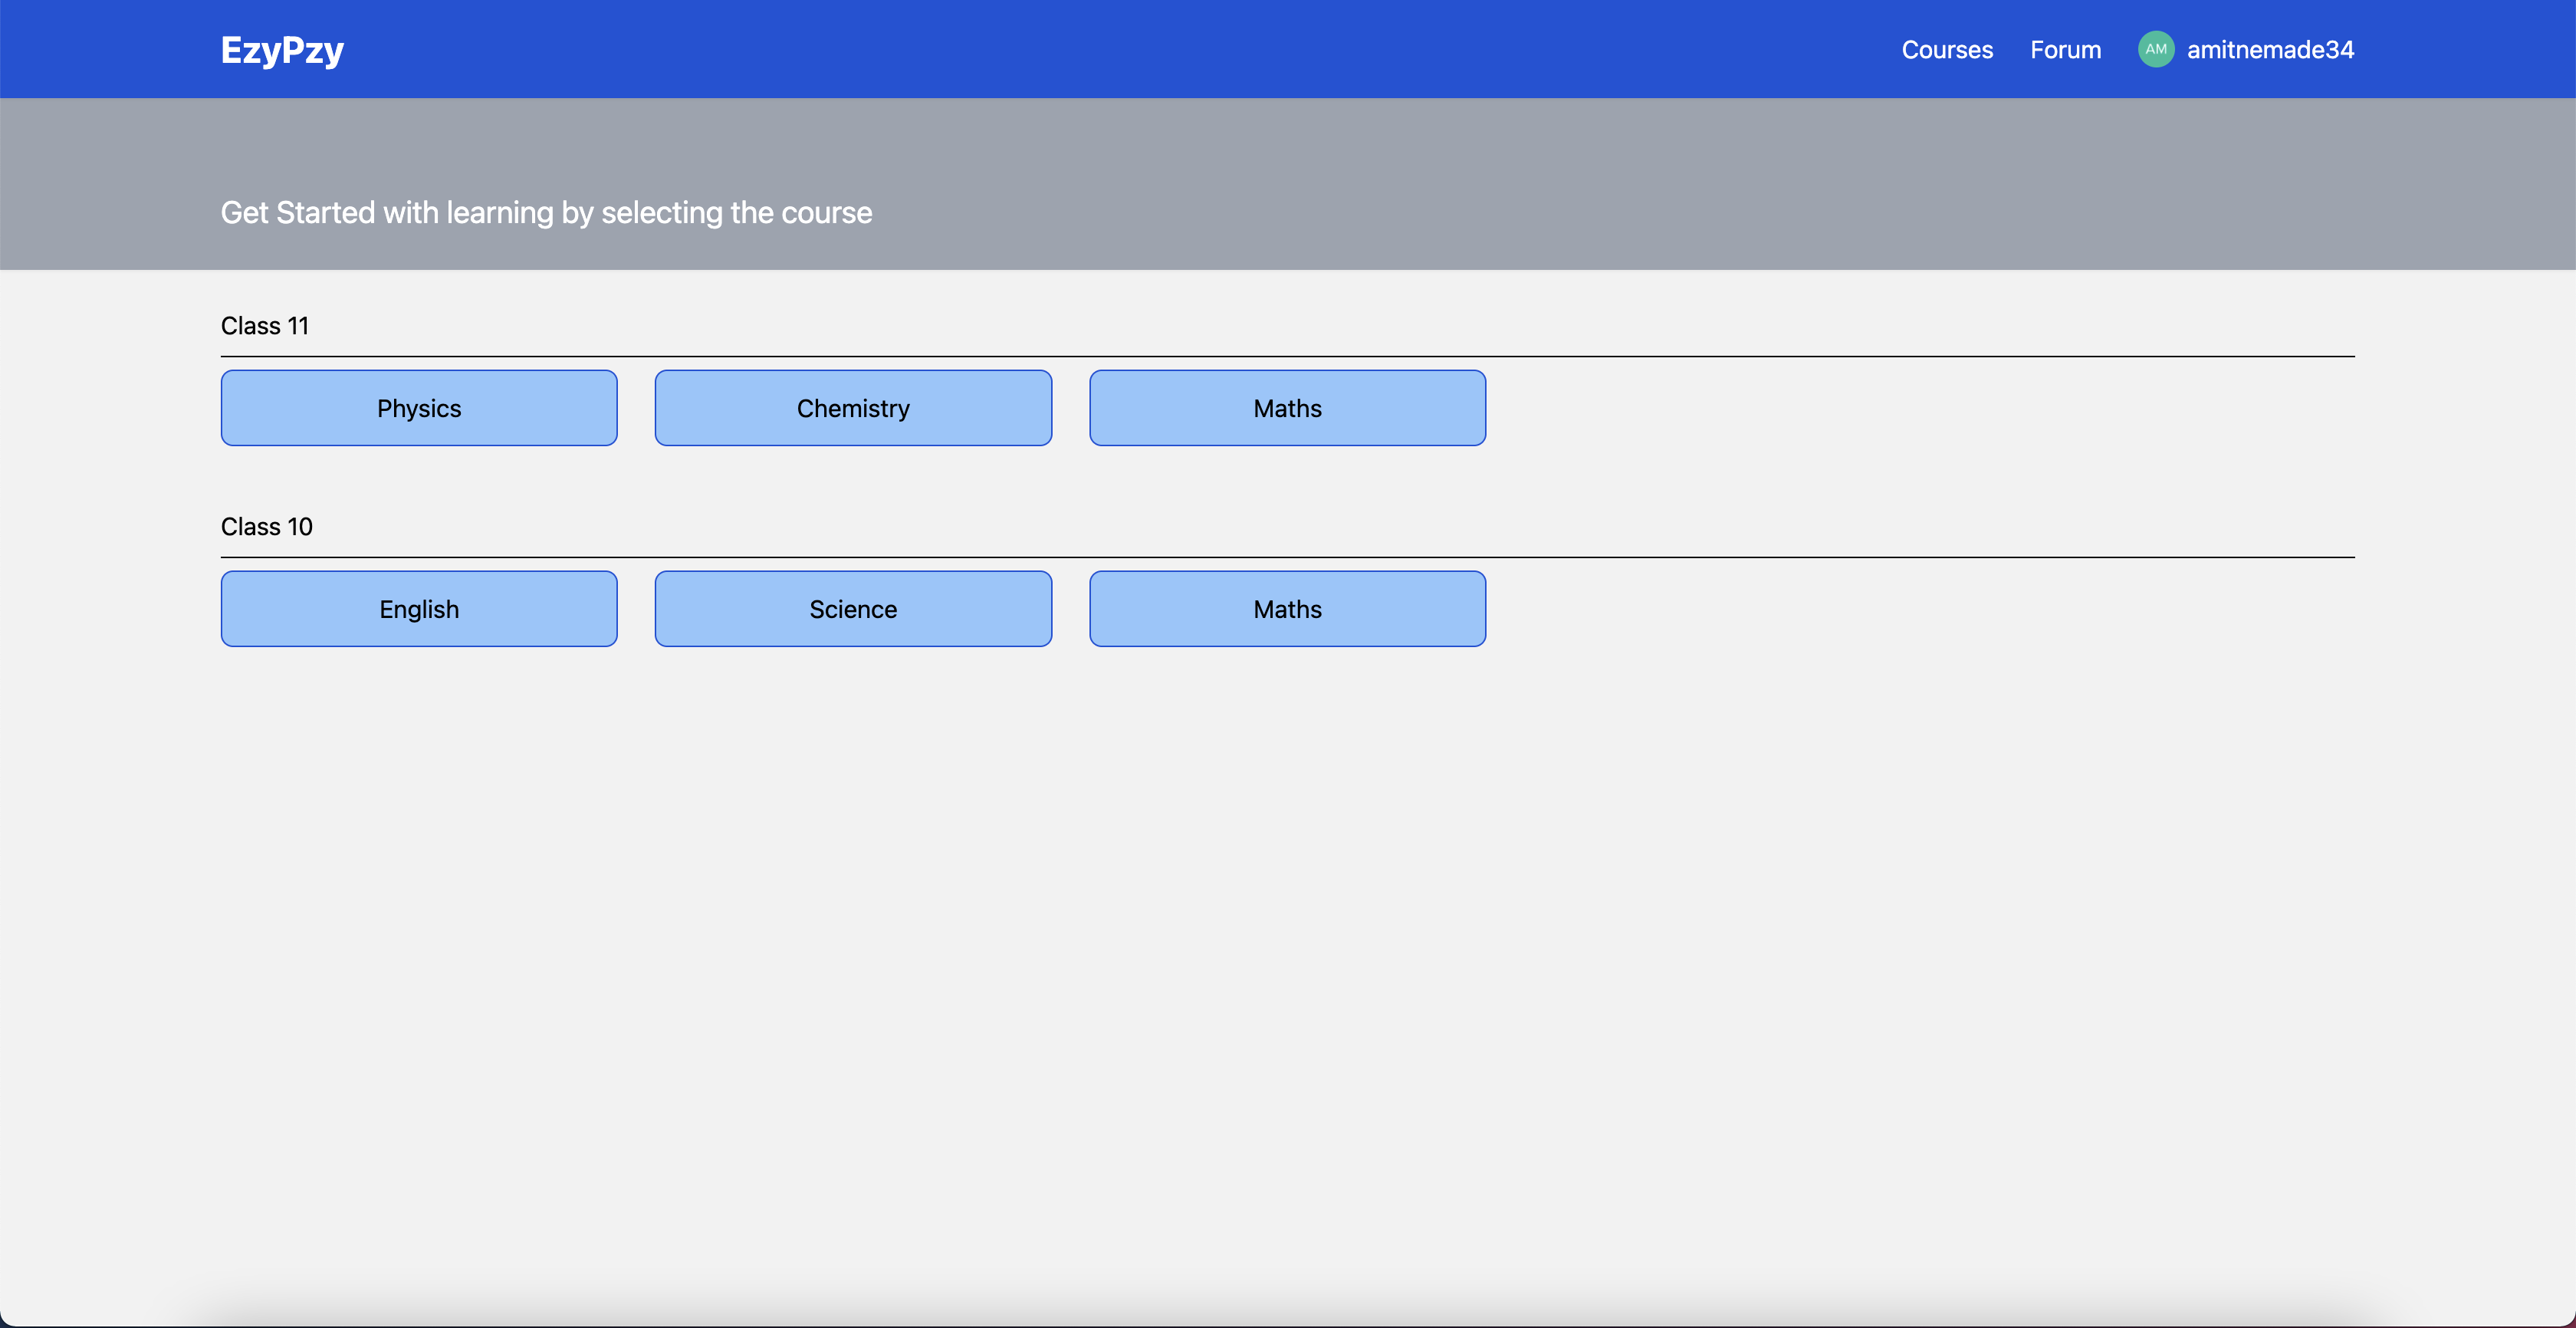 EzyPzy
Courses Forum AM amitnemade34
Get Started with learning by selecting the course
Class 11
Physics Chemistry Maths
Class 10
English Science Maths